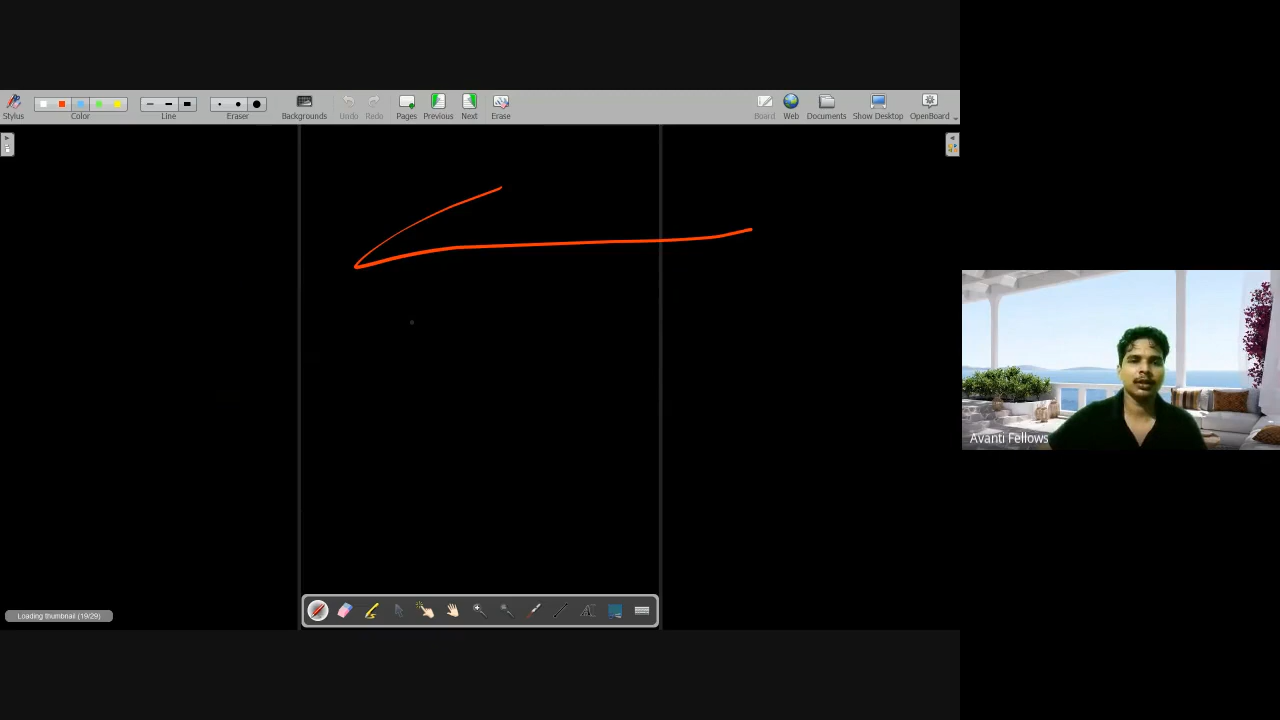 Stylus Color Line Eraser Backgrounds Undo Redo Pages Previous Next Erase Board Web Documents Show Desktop OpenBoard
Avanti Fellows
Loading thumbnail (19/29)